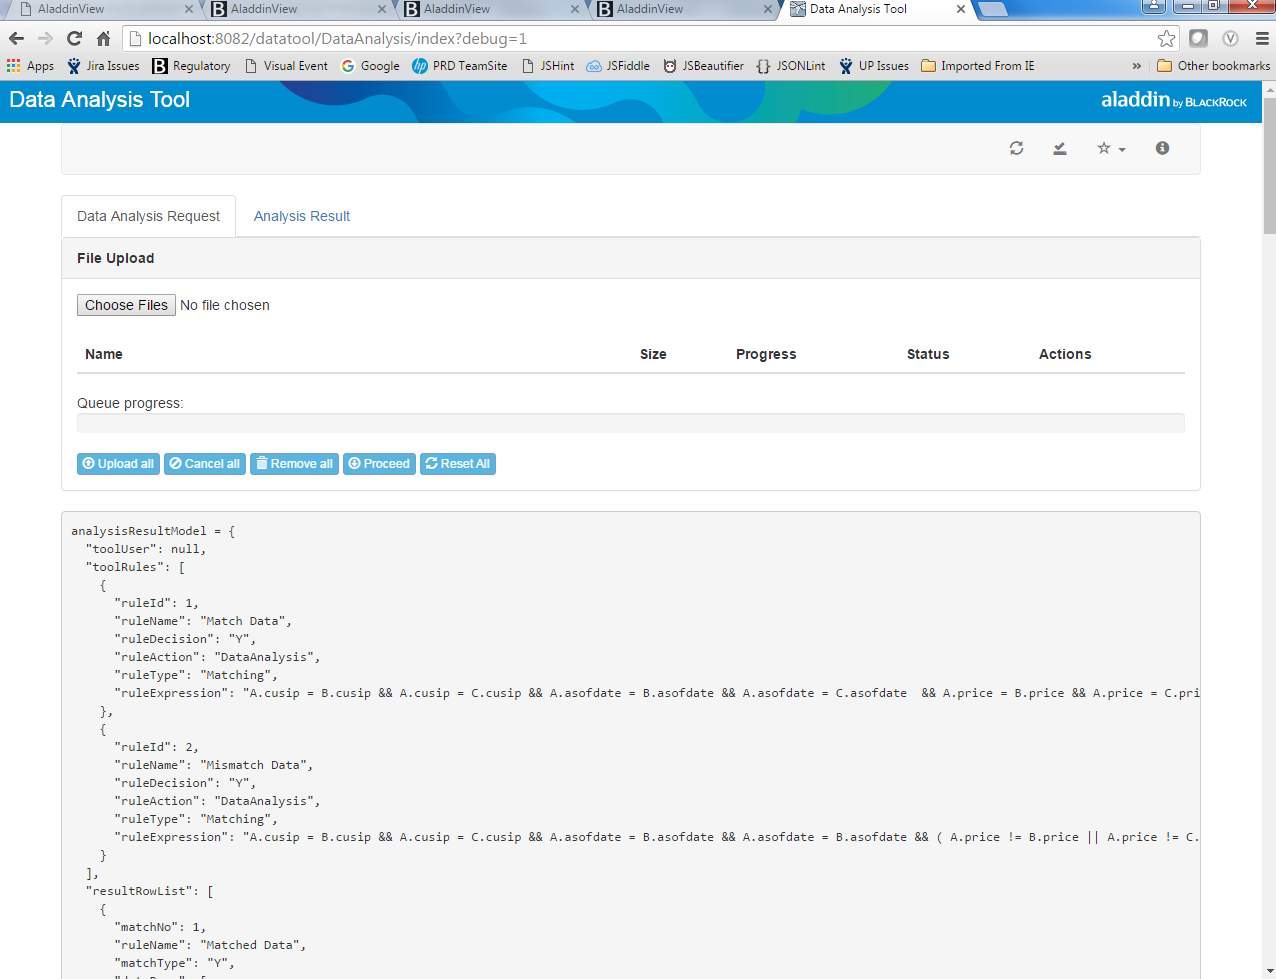 AladdinView
AladdinView
AladdinView
AladdinView
Data Analysis Tool
localhost:8082/datatool/DataAnalysis/index?debug=1
Apps Jira Issues Regulatory Visual Event Google PRD TeamSite JSHint JSFiddle JSBeautifier JSONLint UP Issues Imported From IE » Other bookmarks
Data Analysis Tool
aladdin by BLACKROCK
Data Analysis Request Analysis Result
File Upload
Choose Files No file chosen
Name Size Progress Status Actions
Queue progress:
Upload all Cancel all Remove all Proceed Reset All
analysisResultModel = {
"toolUser": null,
"toolRules": [
{
"ruleId": 1,
"ruleName": "Match Data",
"ruleDecision": "Y",
"ruleAction": "DataAnalysis",
"ruleType": "Matching",
"ruleExpression": "A.cusip = B.cusip && A.cusip = C.cusip && A.asofdate = B.asofdate && A.asofdate = C.asofdate  && A.price = B.price && A.price = C.pri
},
{
"ruleId": 2,
"ruleName": "Mismatch Data",
"ruleDecision": "Y",
"ruleAction": "DataAnalysis",
"ruleType": "Matching",
"ruleExpression": "A.cusip = B.cusip && A.cusip = C.cusip && A.asofdate = B.asofdate && A.asofdate = B.asofdate && ( A.price != B.price || A.price != C.
}
],
"resultRowList": [
{
"matchNo": 1,
"ruleName": "Matched Data",
"matchType": "Y",